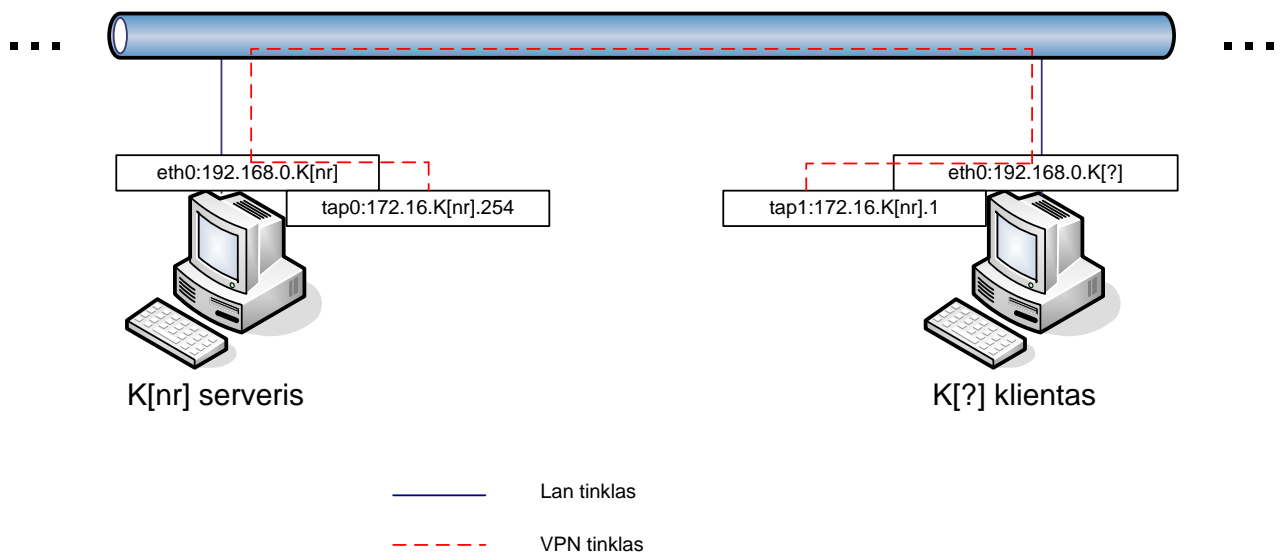 eth0:192.168.0.K[nr]
eth0:192.168.0.K[?]
tap0:172.16.K[nr].254
tap1:172.16.K[nr].1
K[nr] serveris
K[?] klientas
Lan tinklas
VPN tinklas